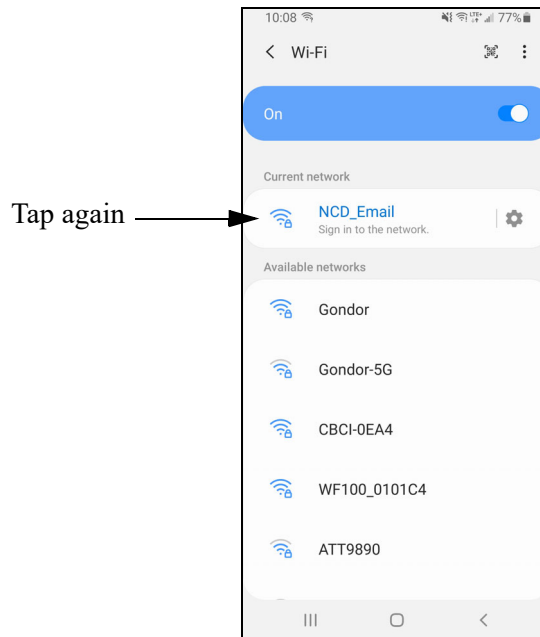 10:08 LTE+ 77%
Wi-Fi
On
Current network
Tap again
NCD_Email
Sign in to the network.
Available networks
Gondor
Gondor-5G
CBCI-0EA4
WF100_0101C4
ATT9890